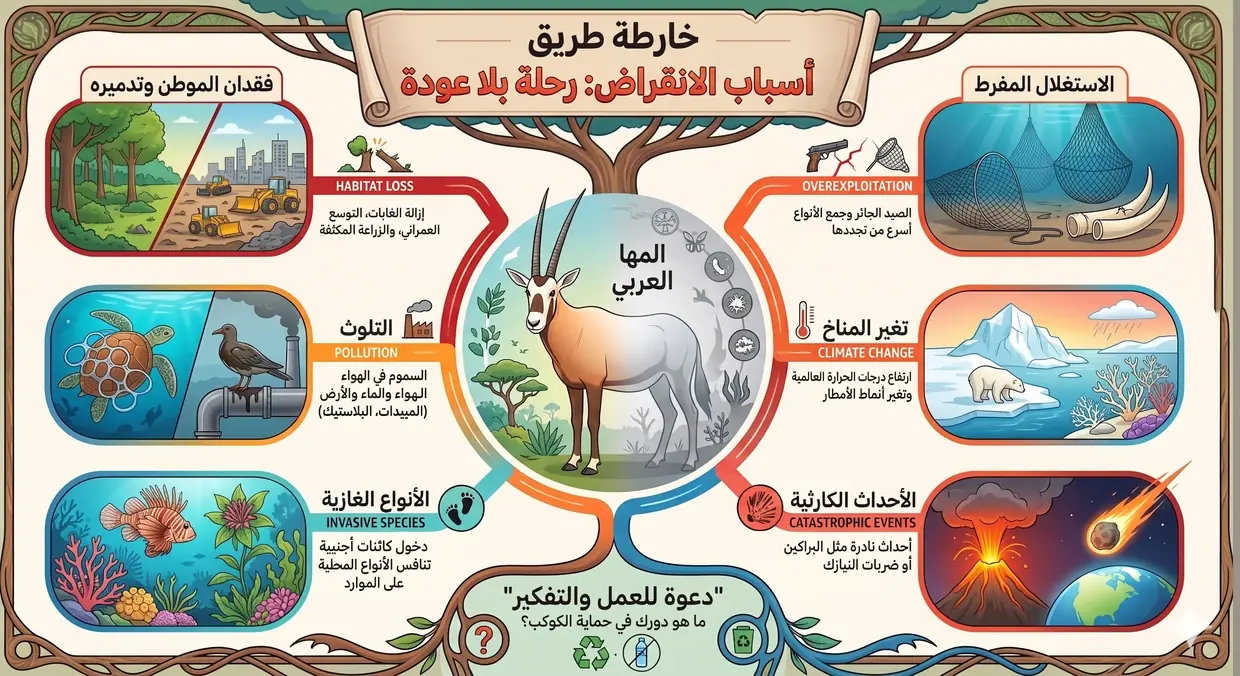 خارطة طريق
أسباب الانقراض: رحلة بلا عودة
الاستغلال المفرط
OVEREXPLOITATION
الصيد الجائر وجمع الأنواع
أسرع من تجددها
فقدان الموطن وتدميره
HABITAT LOSS
إزالة الغابات، التوسع
العمراني، والزراعة المكثفة
المها
العربي
تغير المناخ
CLIMATE CHANGE
ارتفاع درجات الحرارة العالمية
وتغير أنماط الأمطار
التلوث
POLLUTION
السموم في الهواء
الهواء والماء والأرض
(المبيدات، البلاستيك)
الأحداث الكارثية
CATASTROPHIC EVENTS
أحداث نادرة مثل البراكين
أو ضربات النيازك
الأنواع الغازية
INVASIVE SPECIES
دخول كائنات أجنبية
تنافس الأنواع المحلية
على الموارد
"دعوة للعمل والتفكير"
ما هو دورك في حماية الكوكب؟
?